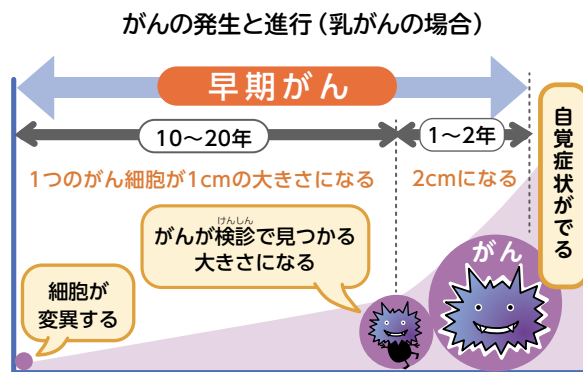 がんの発生と進行（乳がんの場合）
早期がん
10〜20年
1〜2年
1つのがん細胞が1cmの大きさになる
2cmになる
自覚症状がでる
けんしん
がんが検診で見つかる
大きさになる
がん
細胞が
変異する